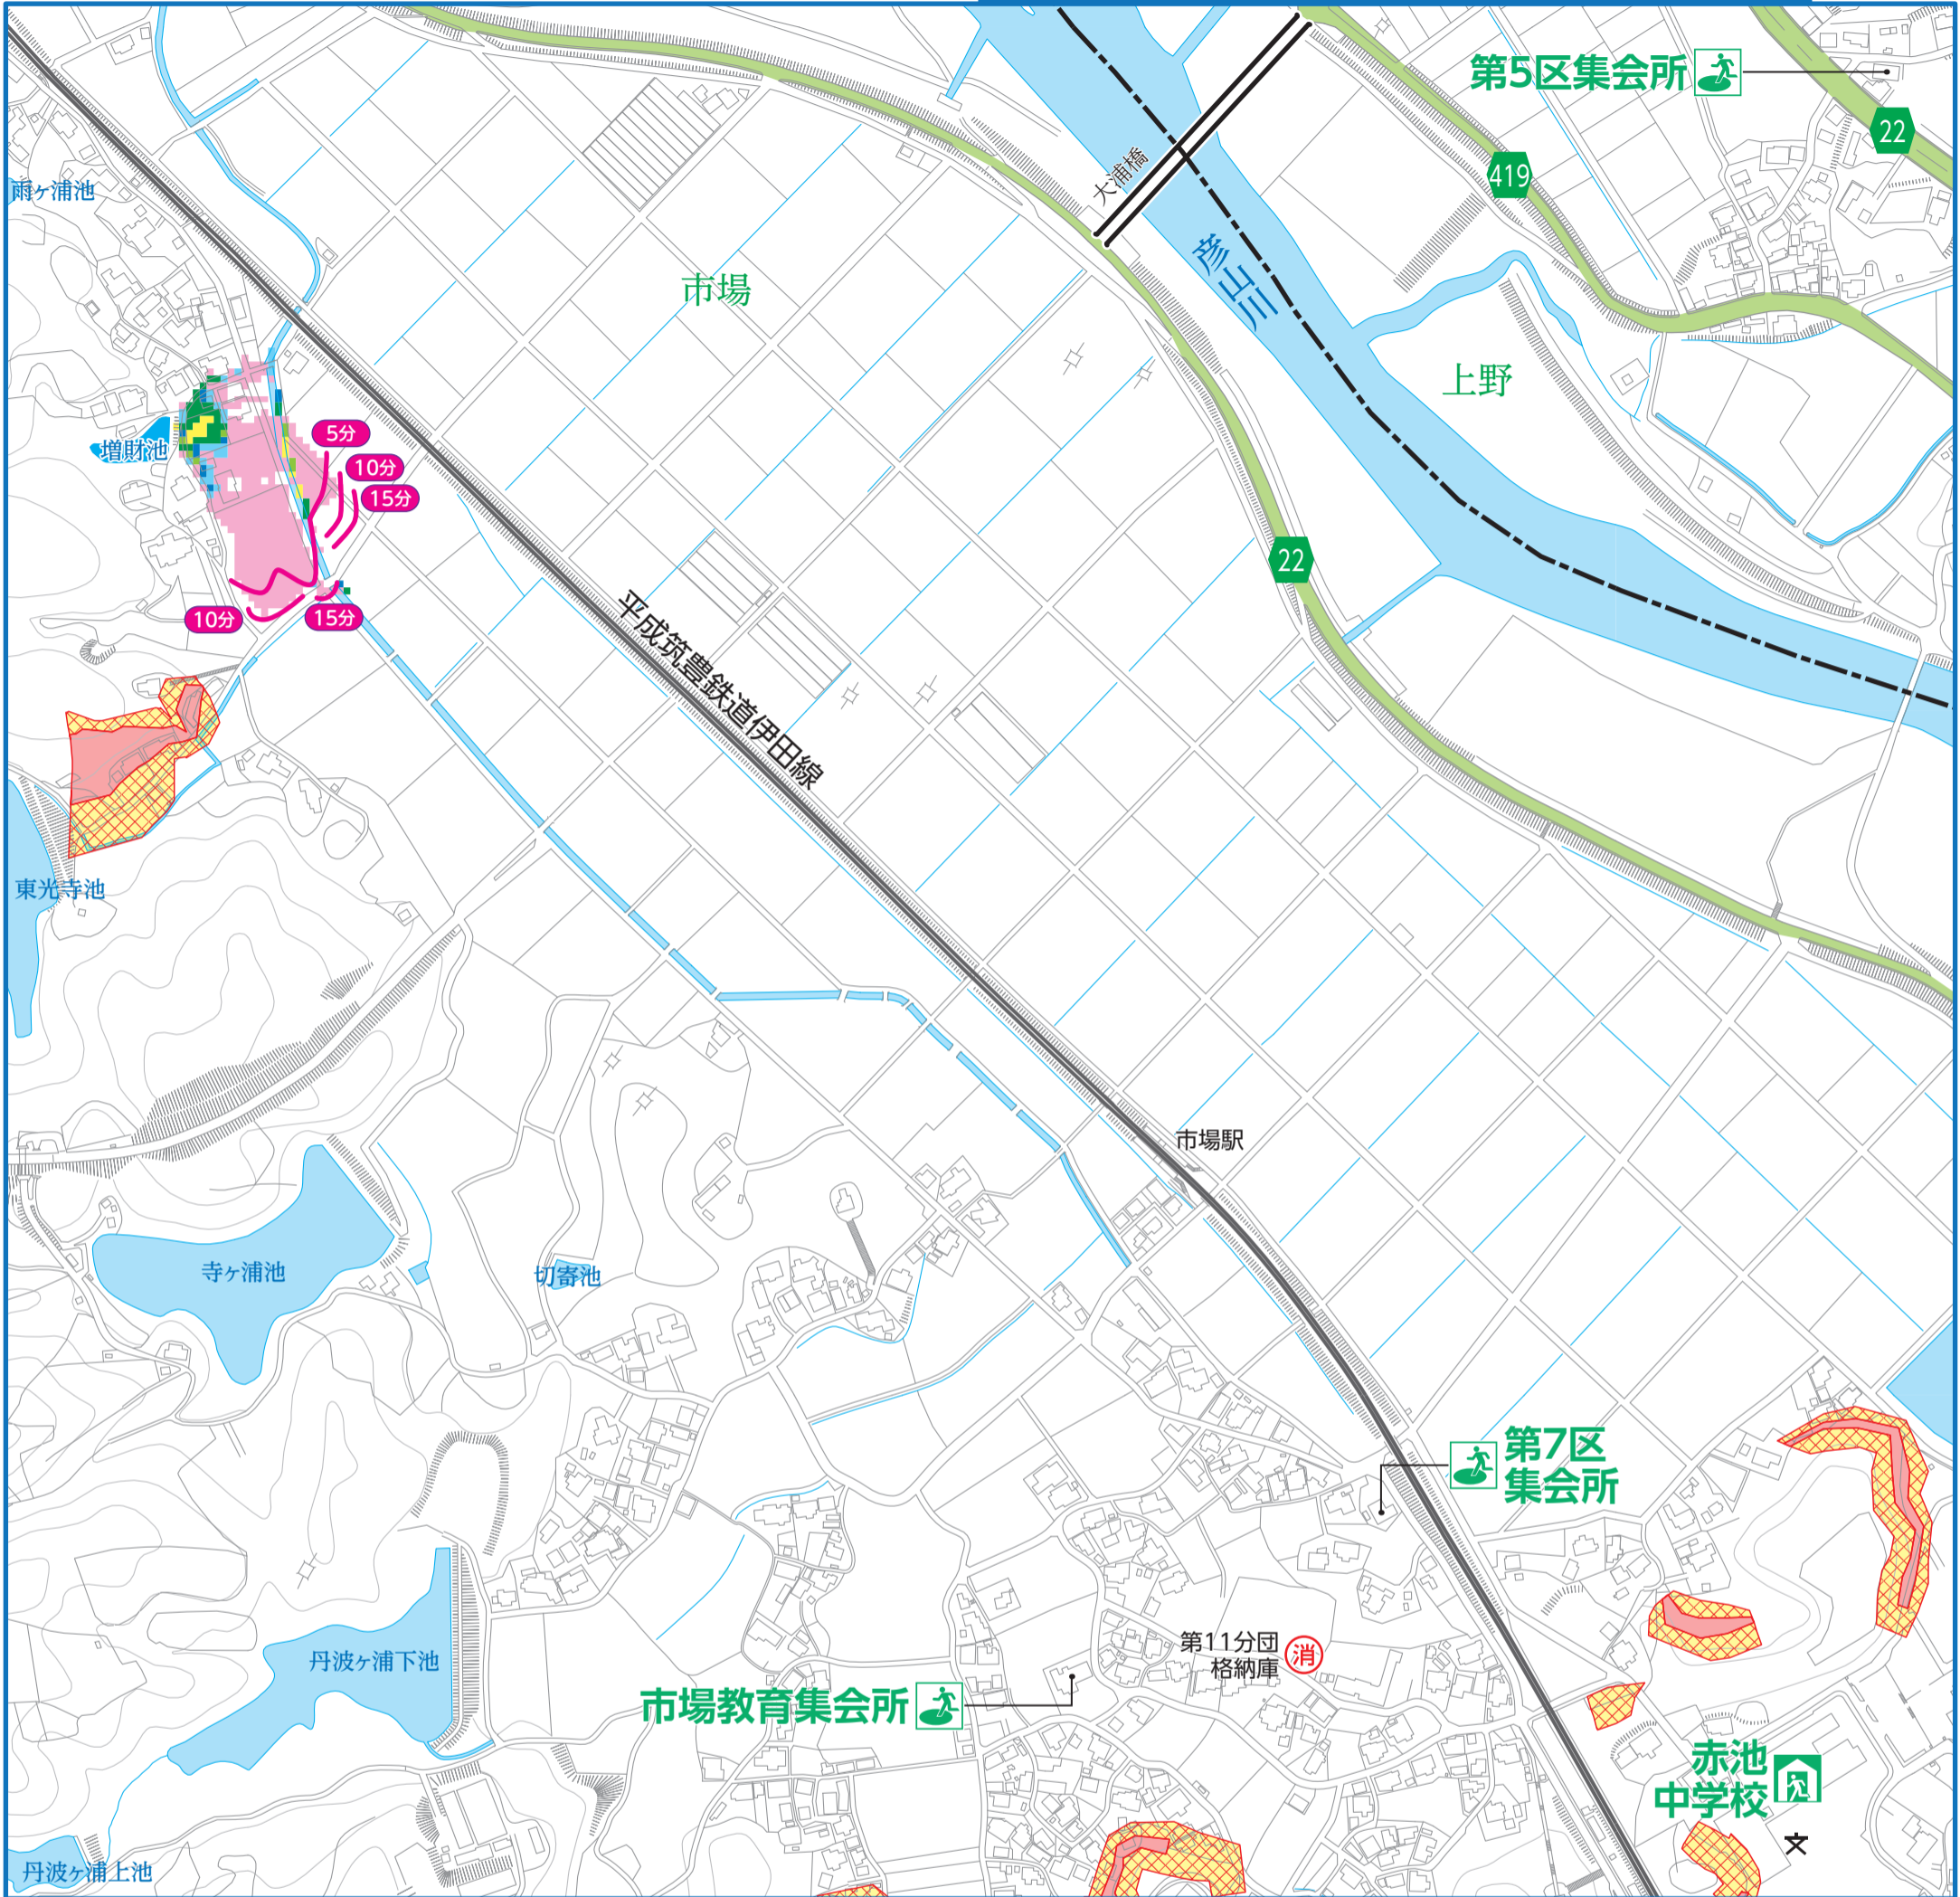 第5区集会所
22
419
大浦橋
雨ヶ浦池
彦山川
市場
上野
増財池
5分
10分
15分
22
10分
15分
平成筑豊鉄道伊田線
東光寺池
市場駅
寺ヶ浦池
切寄池
第7区
集会所
第11分団
格納庫
消
丹波ヶ浦下池
市場教育集会所
赤池
中学校
文
丹波ヶ浦上池